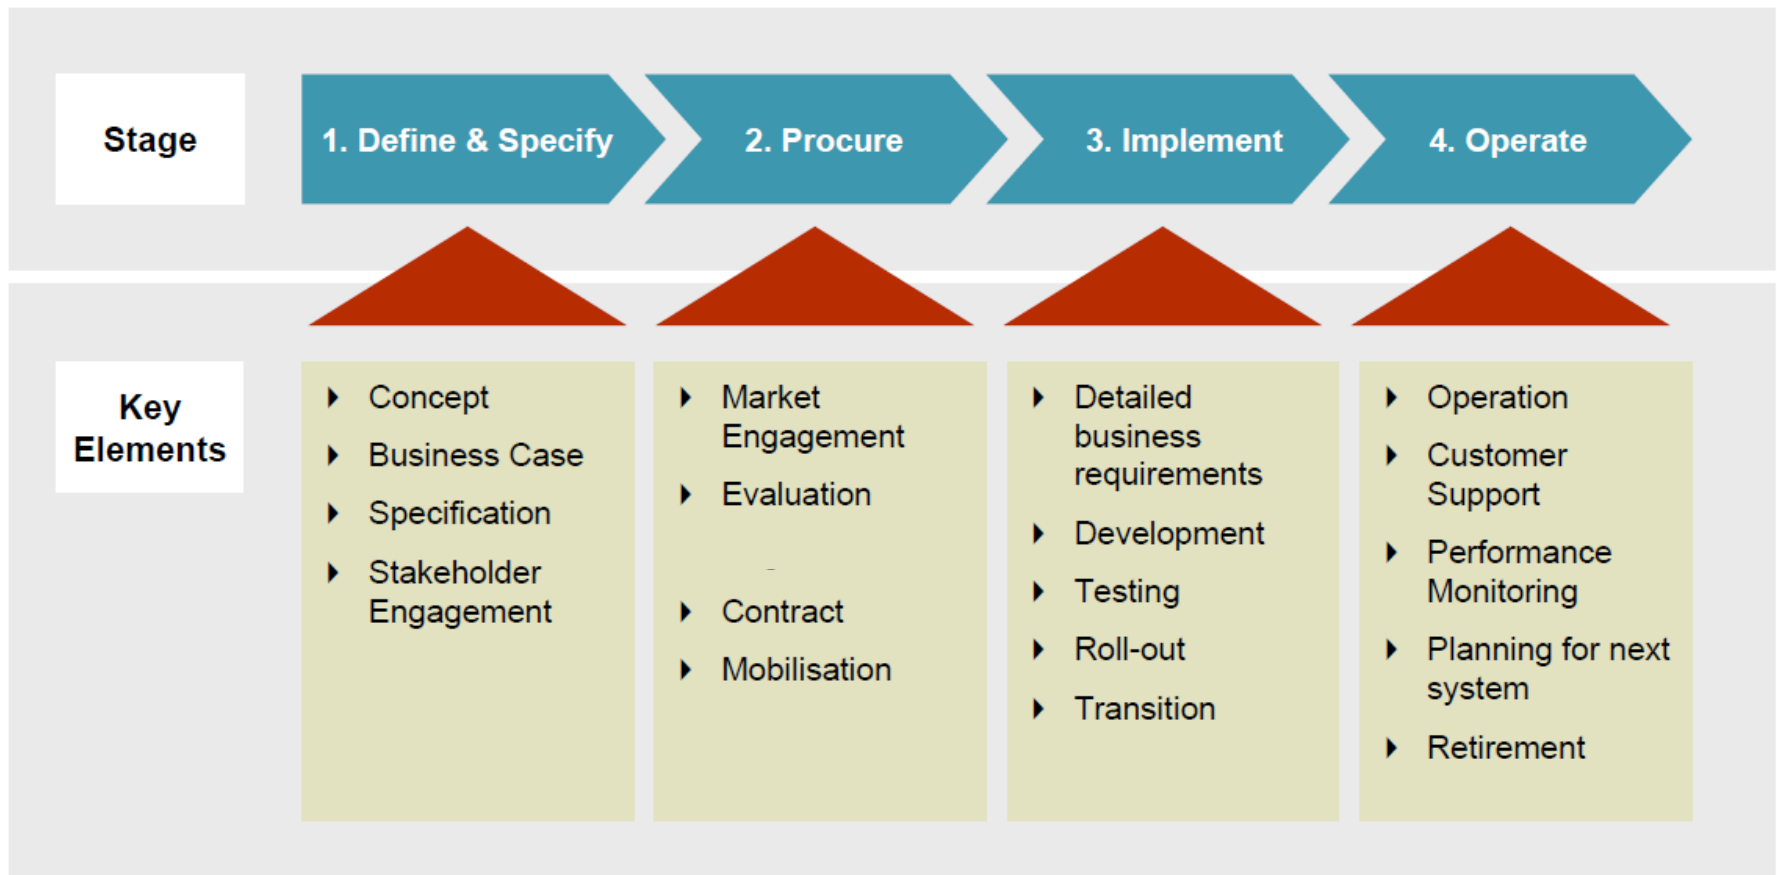 Stage
1. Define & Specify
2. Procure
3. Implement
4. Operate
Key
Elements
Concept
Business Case
Specification
Stakeholder
Engagement
Market
Engagement
Evaluation
Contract
Mobilisation
Detailed
business
requirements
Development
Testing
Roll-out
Transition
Operation
Customer
Support
Performance
Monitoring
Planning for next
system
Retirement